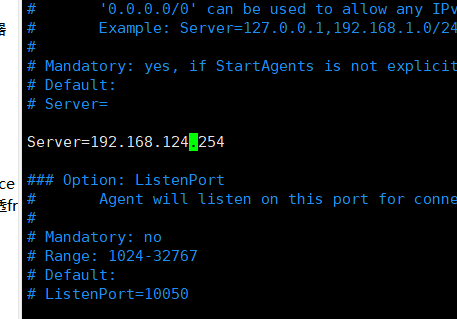 #       '0.0.0.0/0' can be used to allow any IPv
#       Example: Server=127.0.0.1,192.168.1.0/24
#
# Mandatory: yes, if StartAgents is not explicit
# Default:
# Server=
Server=192.168.124.254
### Option: ListenPort
ce
#       Agent will listen on this port for conne
透fr
#
# Mandatory: no
# Range: 1024-32767
# Default:
# ListenPort=10050